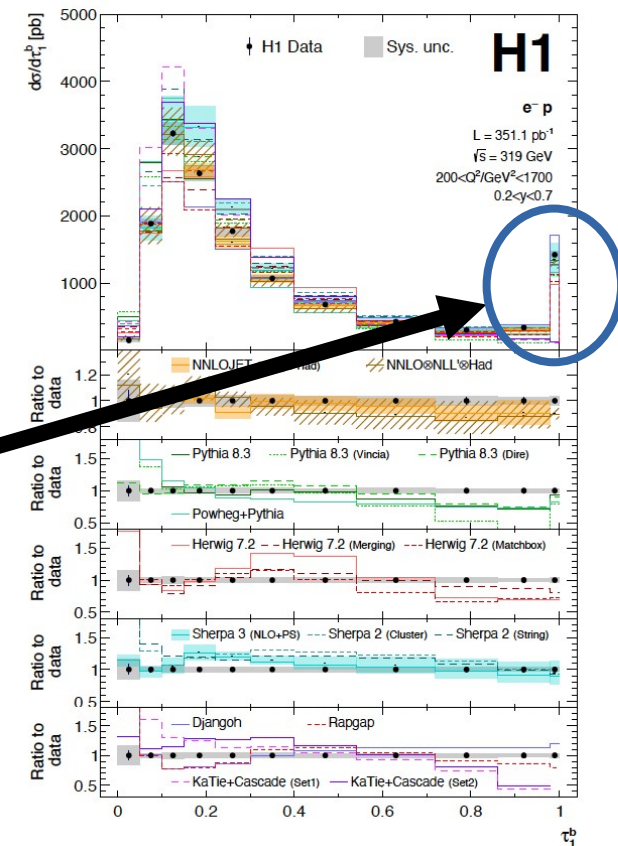 dσ/dτ₁ᵇ [pb]
5000
4000
3000
2000
1000
H1 Data
Sys. unc.
H1
e⁻ p
L = 351.1 pb⁻¹
√s = 319 GeV
200<Q²/GeV²<1700
0.2<y<0.7
Ratio to data
1.2
1
NNLOJET
NNLO⊗NLL'⊗Had
Ratio to data
1.5
1
0.5
Pythia 8.3
Pythia 8.3 (Vincia)
Pythia 8.3 (Dire)
Powheg+Pythia
Ratio to data
1.5
1
0.5
Herwig 7.2
Herwig 7.2 (Merging)
Herwig 7.2 (Matchbox)
Ratio to data
1.5
1
0.5
Sherpa 3 (NLO+PS)
Sherpa 2 (Cluster)
Sherpa 2 (String)
Ratio to data
1.5
1
0.5
Djangoh
Rapgap
KaTie+Cascade (Set1)
KaTie+Cascade (Set2)
0 0.2 0.4 0.6 0.8 1
τ₁ᵇ